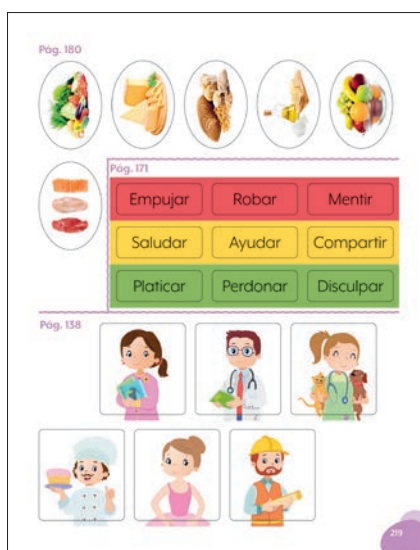 Pág. 180
Pág. 171
Empujar Robar Mentir
Saludar Ayudar Compartir
Platicar Perdonar Disculpar
Pág. 138
219